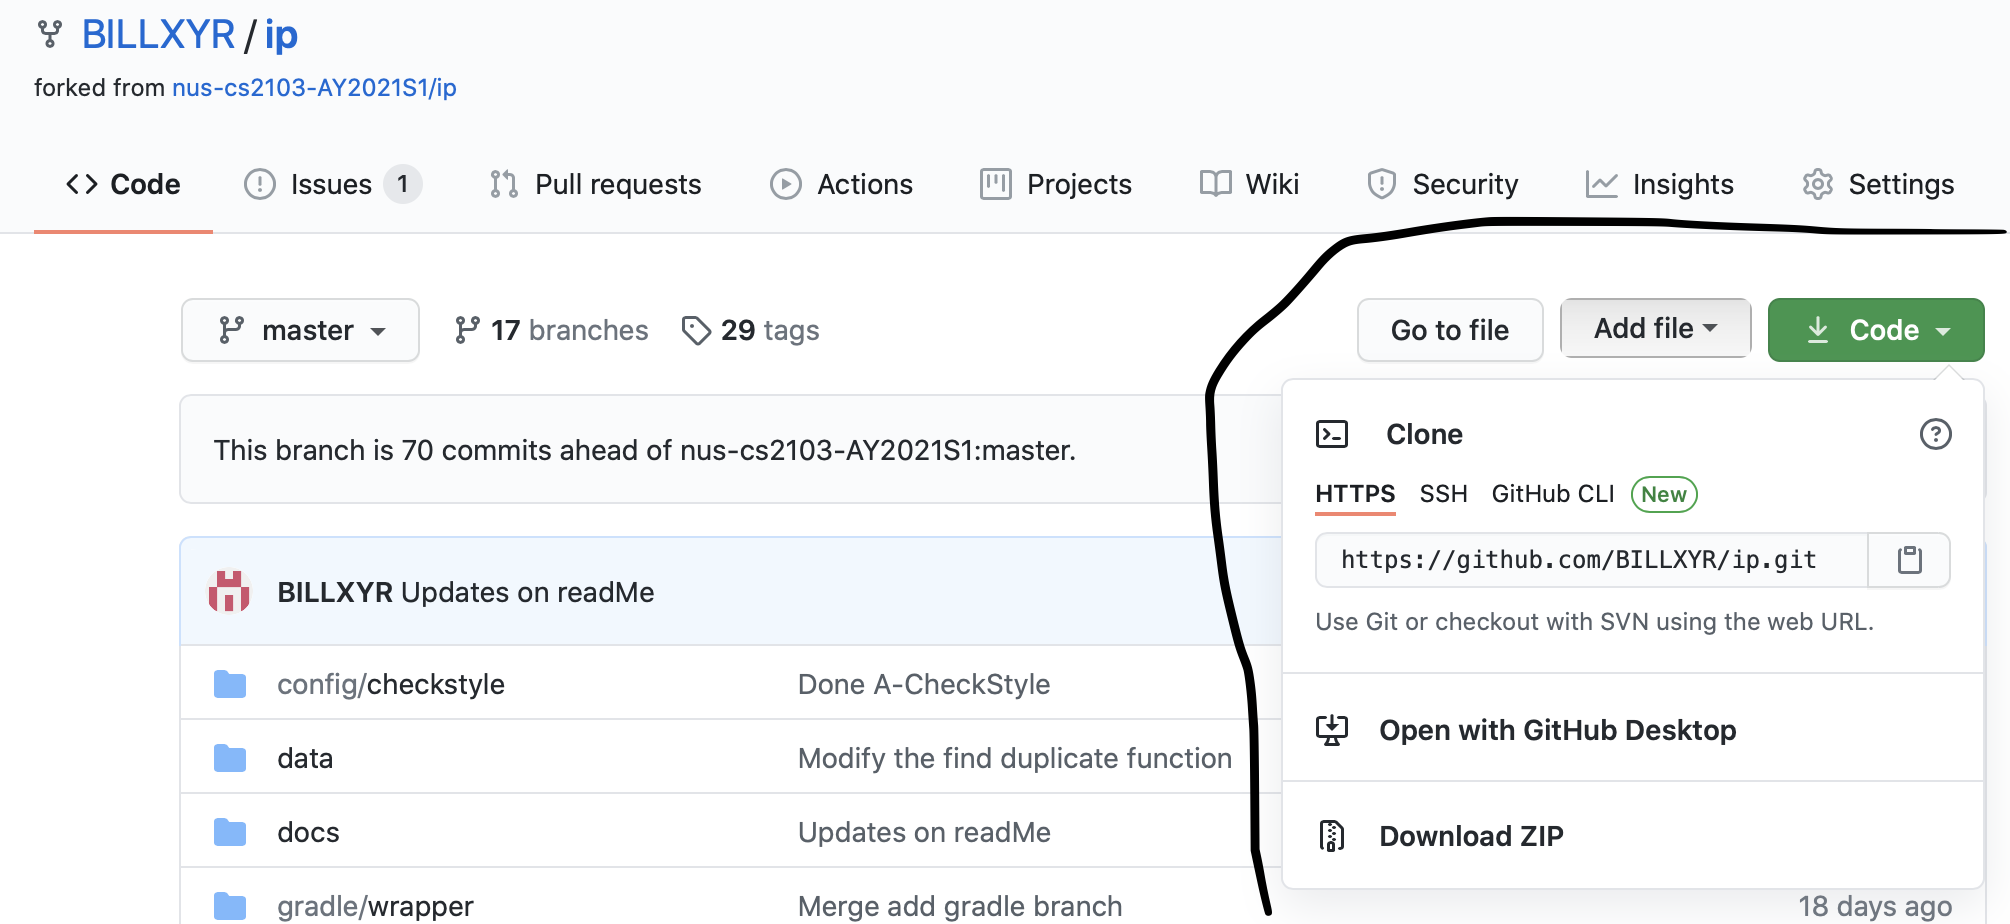 BILLXYR / ip
forked from nus-cs2103-AY2021S1/ip
Code Issues 1 Pull requests Actions Projects Wiki Security Insights Settings
master 17 branches 29 tags Go to file Add file Code
This branch is 70 commits ahead of nus-cs2103-AY2021S1:master.
Clone
HTTPS SSH GitHub CLI New
https://github.com/BILLXYR/ip.git
Use Git or checkout with SVN using the web URL.
Open with GitHub Desktop
Download ZIP
BILLXYR Updates on readMe
config/checkstyle Done A-CheckStyle
data Modify the find duplicate function
docs Updates on readMe
gradle/wrapper Merge add gradle branch 18 days ago